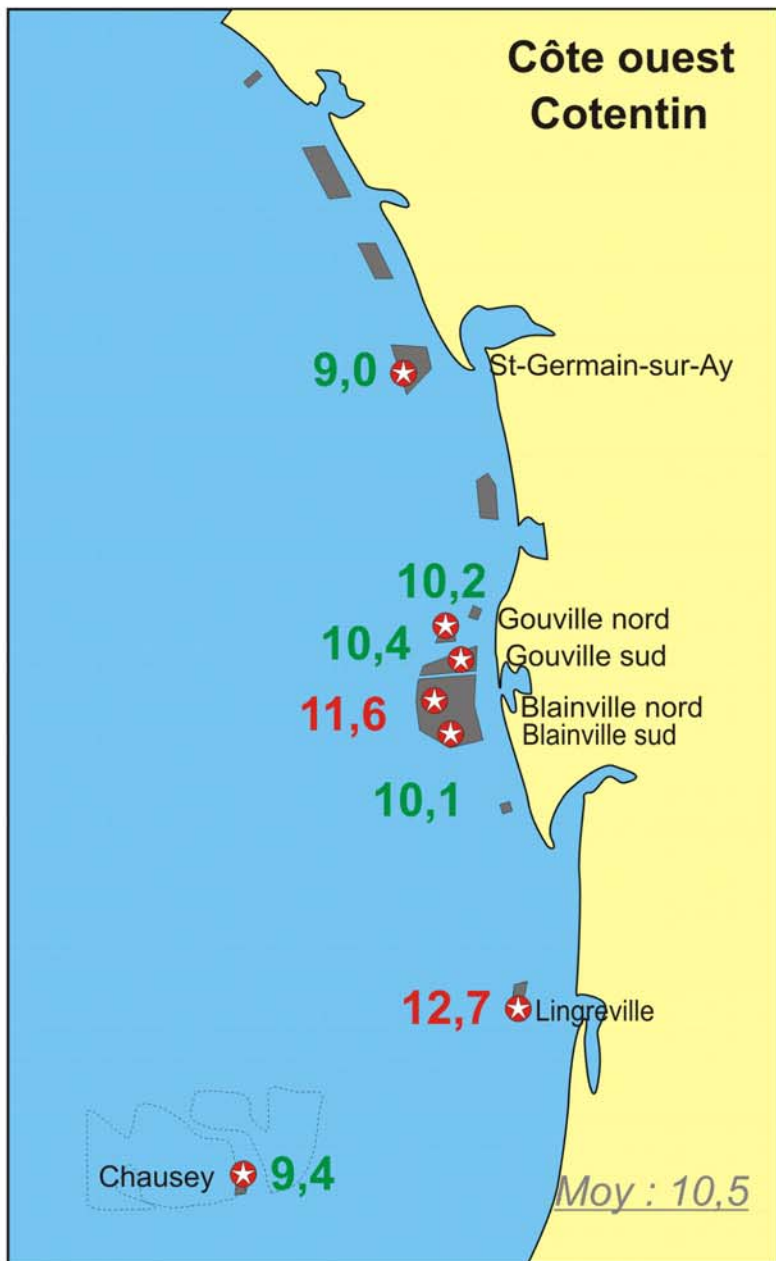 Côte ouest
Cotentin
9,0
St-Germain-sur-Ay
10,2
Gouville nord
10,4
Gouville sud
11,6
Blainville nord
Blainville sud
10,1
12,7
Lingreville
Chausey
9,4
Moy : 10,5